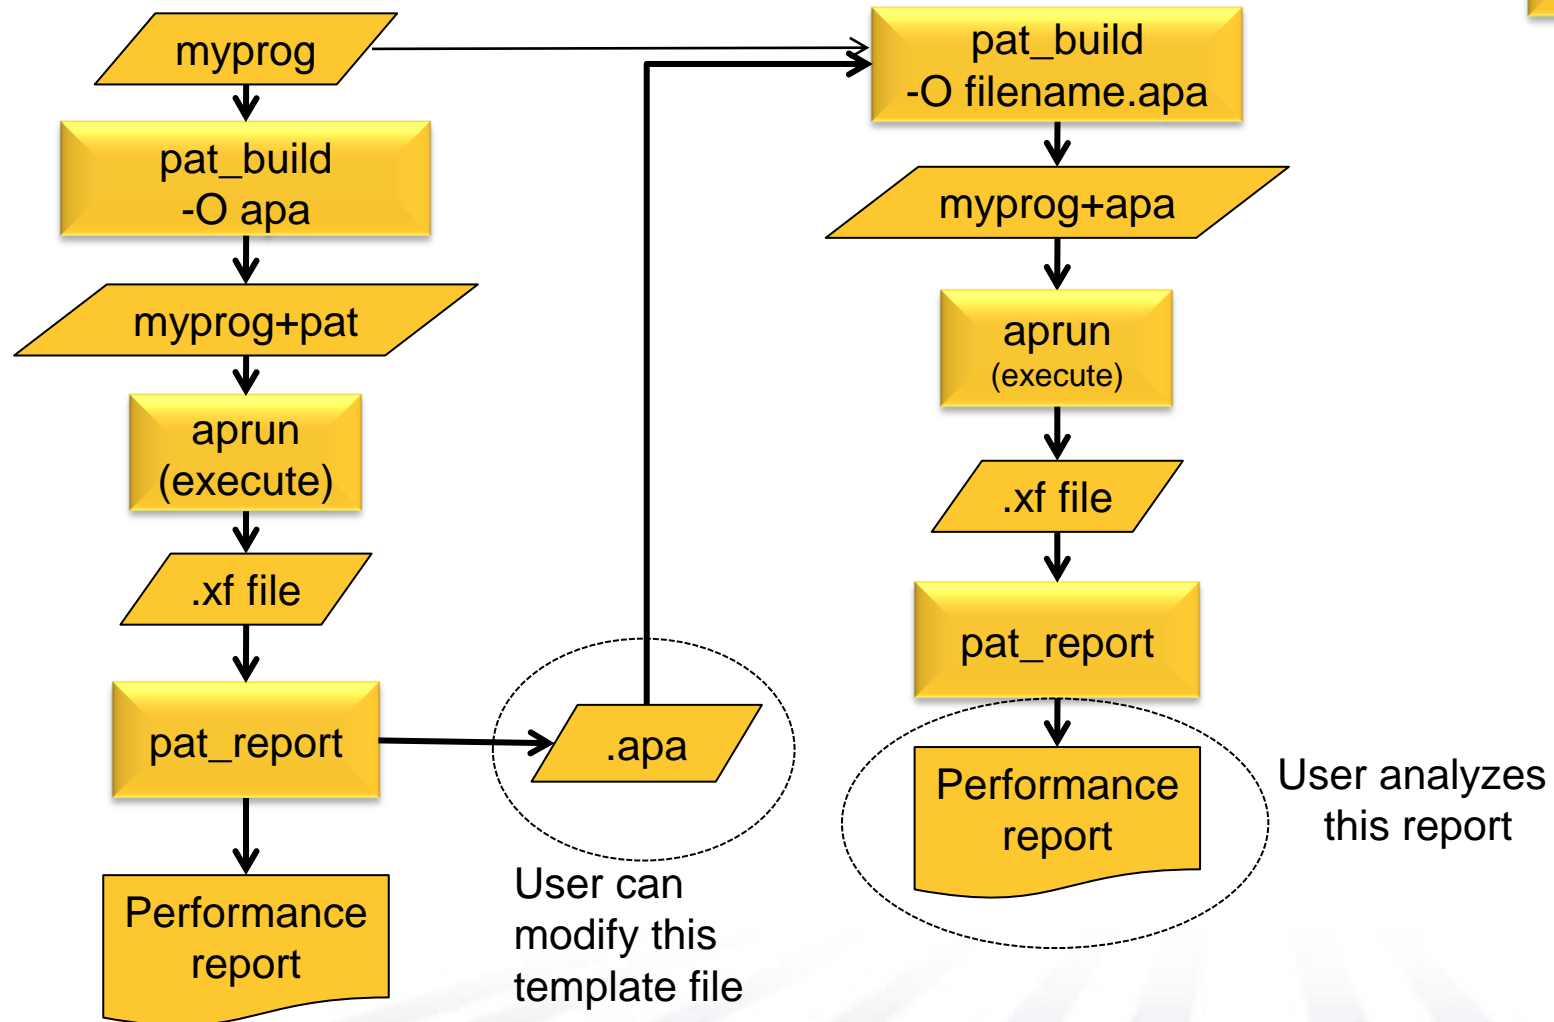 myprog
pat_build
-O apa
myprog+pat
aprun
(execute)
.xf file
pat_report
Performance
report
.apa
User can
modify this
template file
pat_build
-O filename.apa
myprog+apa
aprun
(execute)
.xf file
pat_report
Performance
report
User analyzes
this report